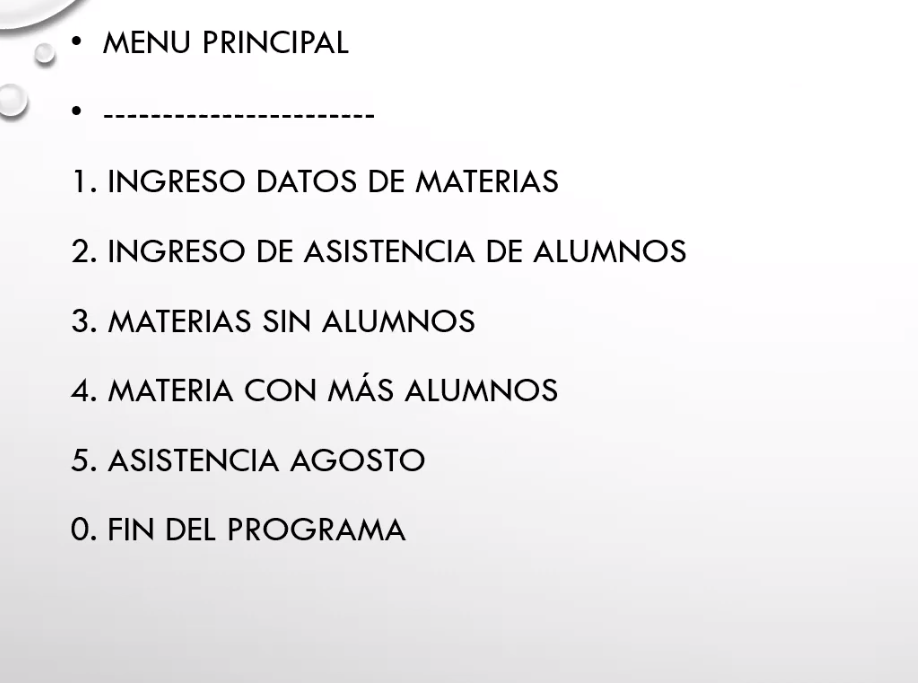 • MENU PRINCIPAL
• -----------------------
1. INGRESO DATOS DE MATERIAS
2. INGRESO DE ASISTENCIA DE ALUMNOS
3. MATERIAS SIN ALUMNOS
4. MATERIA CON MÁS ALUMNOS
5. ASISTENCIA AGOSTO
0. FIN DEL PROGRAMA